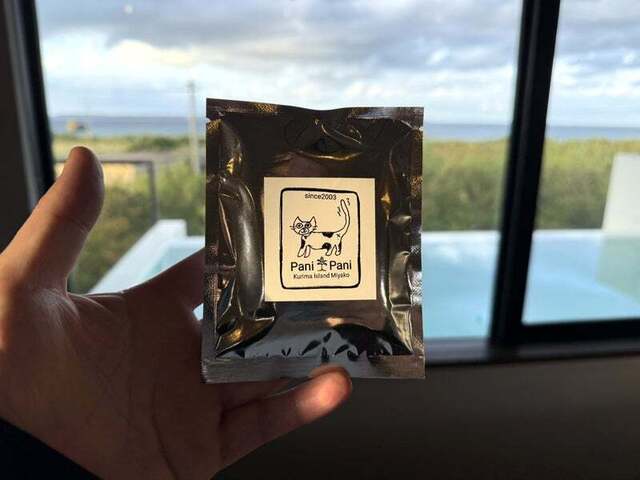 since2003
Pani Pani
Kurima Island Miyako